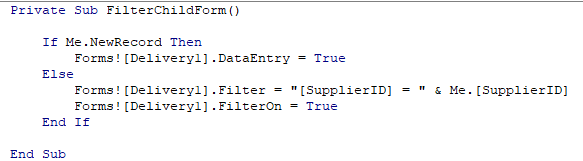 Private Sub FilterChildForm()
If Me.NewRecord Then
Forms![Delivery1].DataEntry = True
Else
Forms![Delivery1].Filter = "[SupplierID] = " & Me.[SupplierID]
Forms![Delivery1].FilterOn = True
End If
End Sub